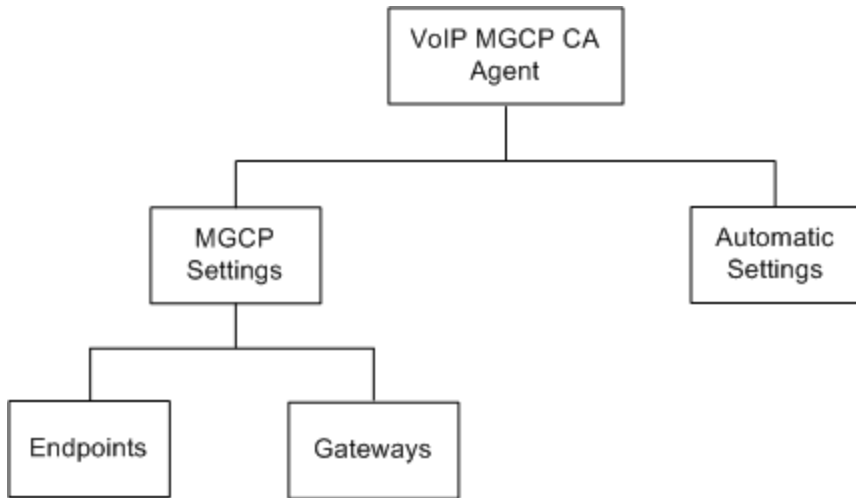 VoIP MGCP CA
Agent
MGCP
Settings
Automatic
Settings
Endpoints
Gateways